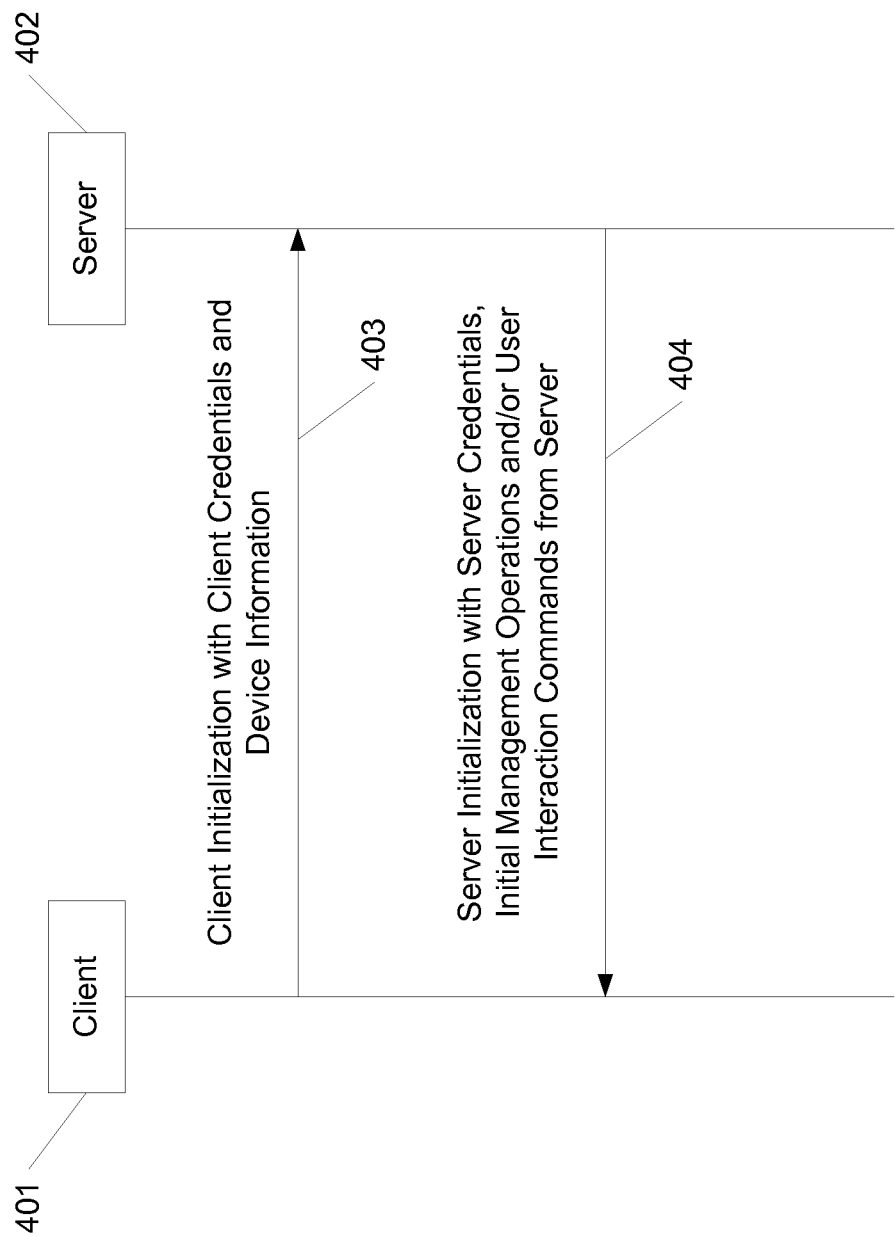 401
Client
Server
402
Client Initialization with Client Credentials and
Device Information
403
Server Initialization with Server Credentials,
Initial Management Operations and/or User
Interaction Commands from Server
404